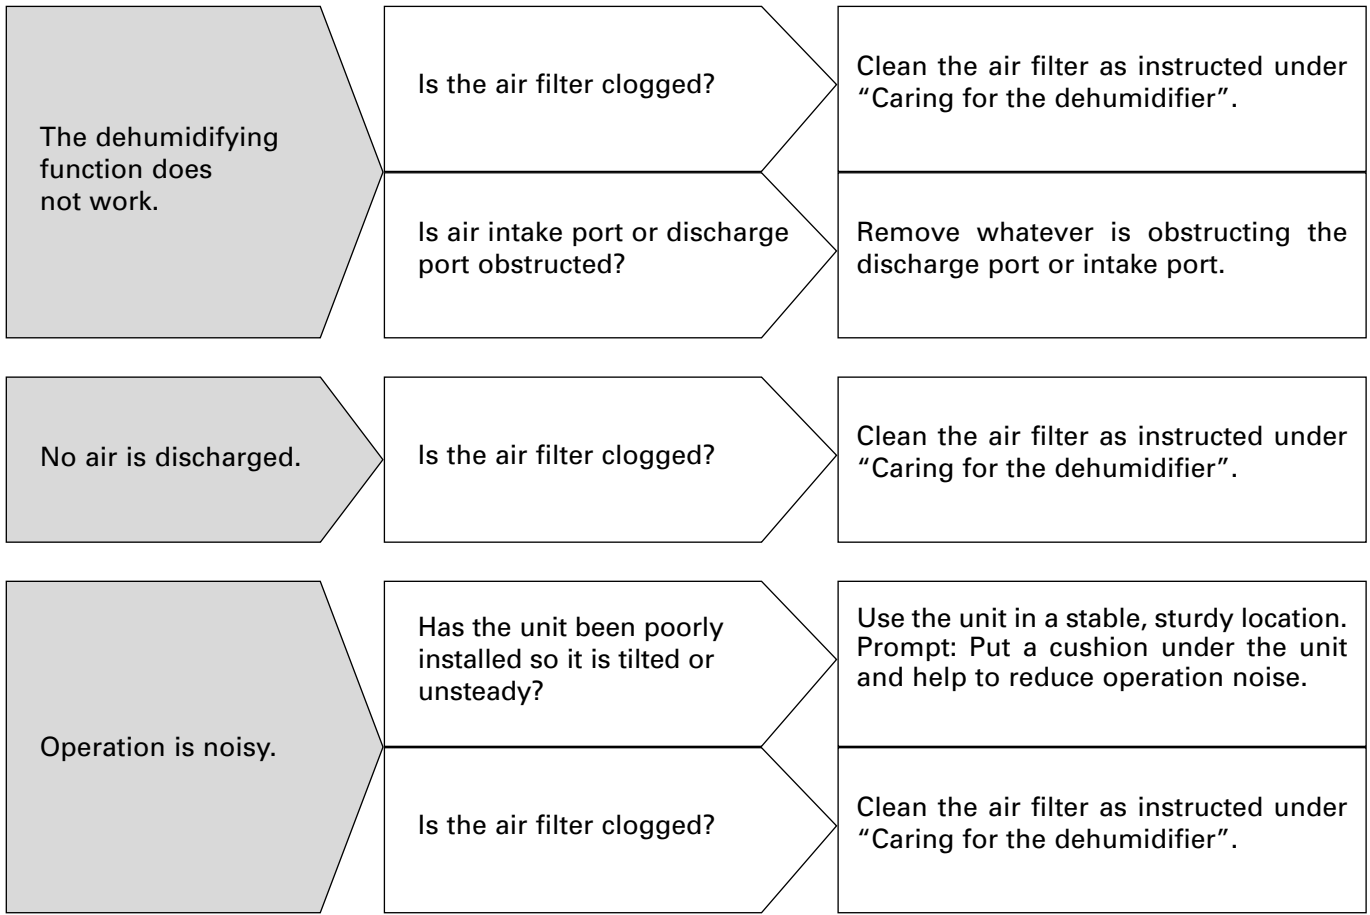 The dehumidifying
function does
not work.
Is the air filter clogged?
Clean the air filter as instructed under
“Caring for the dehumidifier”.
Is air intake port or discharge
port obstructed?
Remove whatever is obstructing the
discharge port or intake port.
No air is discharged.
Is the air filter clogged?
Clean the air filter as instructed under
“Caring for the dehumidifier”.
Operation is noisy.
Has the unit been poorly
installed so it is tilted or
unsteady?
Use the unit in a stable, sturdy location.
Prompt: Put a cushion under the unit
and help to reduce operation noise.
Is the air filter clogged?
Clean the air filter as instructed under
“Caring for the dehumidifier”.